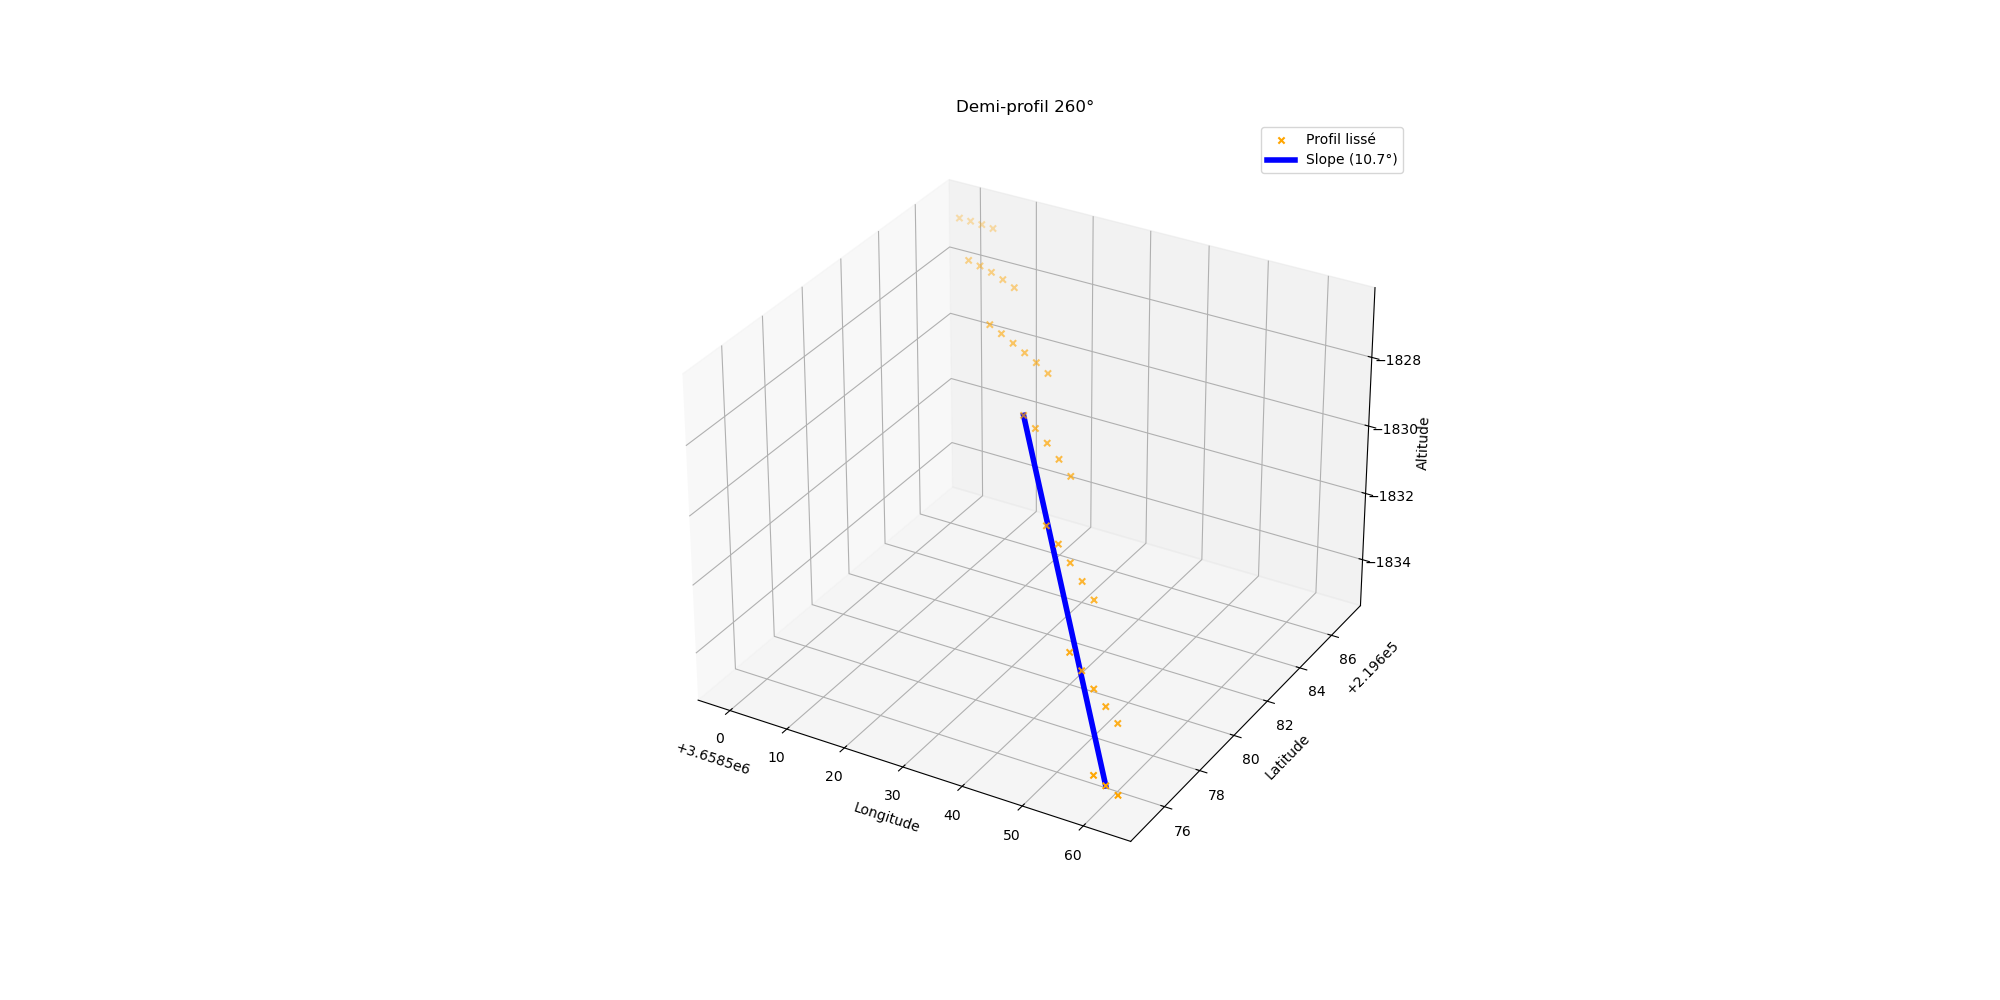 Demi-profil 260°
Profil lissé
Slope (10.7°)
−1828
−1830
−1832
−1834
Altitude
86
84
82
80
78
76
+2.196e5
Latitude
0
10
20
30
40
50
60
+3.6585e6
Longitude